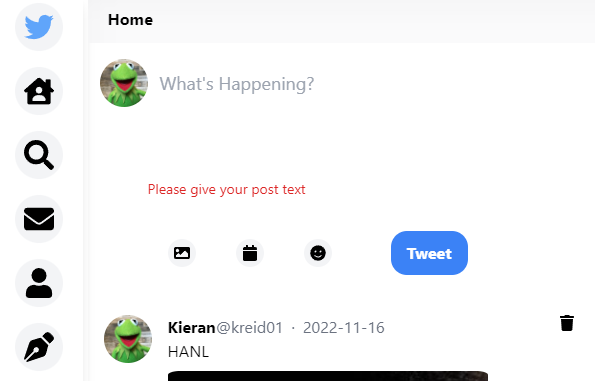 Home
What's Happening?
Please give your post text
Tweet
Kieran@kreid01 · 2022-11-16
HANL